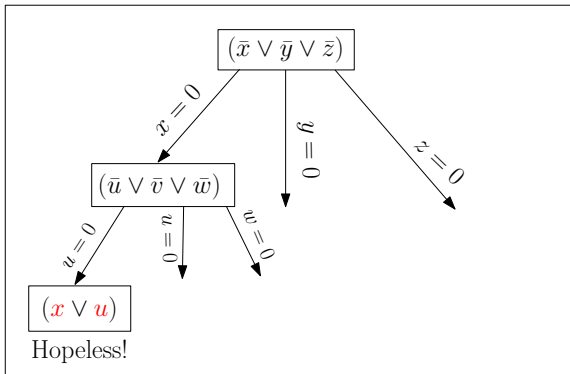 (x̄ ∨ ȳ ∨ z̄)
x = 0
y = 0
z = 0
(ū ∨ v̄ ∨ w̄)
u = 0
v = 0
w = 0
(x ∨ u)
Hopeless!